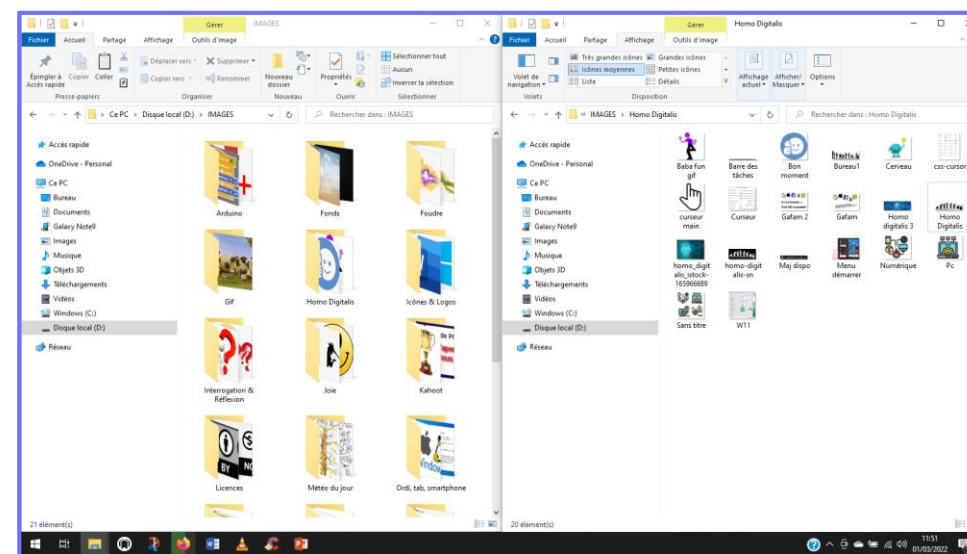 Gérer
IMAGES
Fichier
Accueil
Partage
Affichage
Outils d'image
Épingler à Accès rapide
Copier
Coller
Déplacer vers
Copier vers
Supprimer
Renommer
Nouveau dossier
Propriétés
Sélectionner tout
Aucun
Inverser la sélection
Presse-papiers
Organiser
Nouveau
Ouvrir
Sélectionner
Ce PC > Disque local (D:) > IMAGES
Rechercher dans : IMAGES
Accès rapide
OneDrive - Personal
Ce PC
Bureau
Documents
Galaxy Note9
Images
Musique
Objets 3D
Téléchargements
Vidéos
Windows (C:)
Disque local (D:)
Réseau
Arduino
Fonds
Foudre
Gif
Homo Digitalis
Icônes & Logos
Interrogation &
Réflexion
Joie
Kahoot
BY
Licences
Météo du jour
Window
Ordi, tab, smartphone
21 élément(s)
Gérer
Homo Digitalis
Fichier
Accueil
Partage
Affichage
Outils d'image
Volet de navigation
Très grandes icônes
Grandes icônes
Icônes moyennes
Petites icônes
Liste
Détails
Affichage actuel
Afficher/ Masquer
Options
Volets
Disposition
« IMAGES > Homo Digitalis
Rechercher dans : Homo Digitalis
Accès rapide
OneDrive - Personal
Ce PC
Bureau
Documents
Galaxy Note9
Images
Musique
Objets 3D
Téléchargements
Vidéos
Windows (C:)
Disque local (D:)
Réseau
Baba fun
gif
Barre des
tâches
Bon
moment
Bureau1
Cerveau
css-cursor
curseur
main
Curseur
Gafam 2
Gafam
Homo
digitalis 3
Homo
Digitalis
homo_digit
alis_istock-
165966689
homo-digit
alis-sn
Maj dispo
Menu
démarrer
Numérique
Pc
Sans titre
W11
20 élément(s)
11:51
01/03/2022